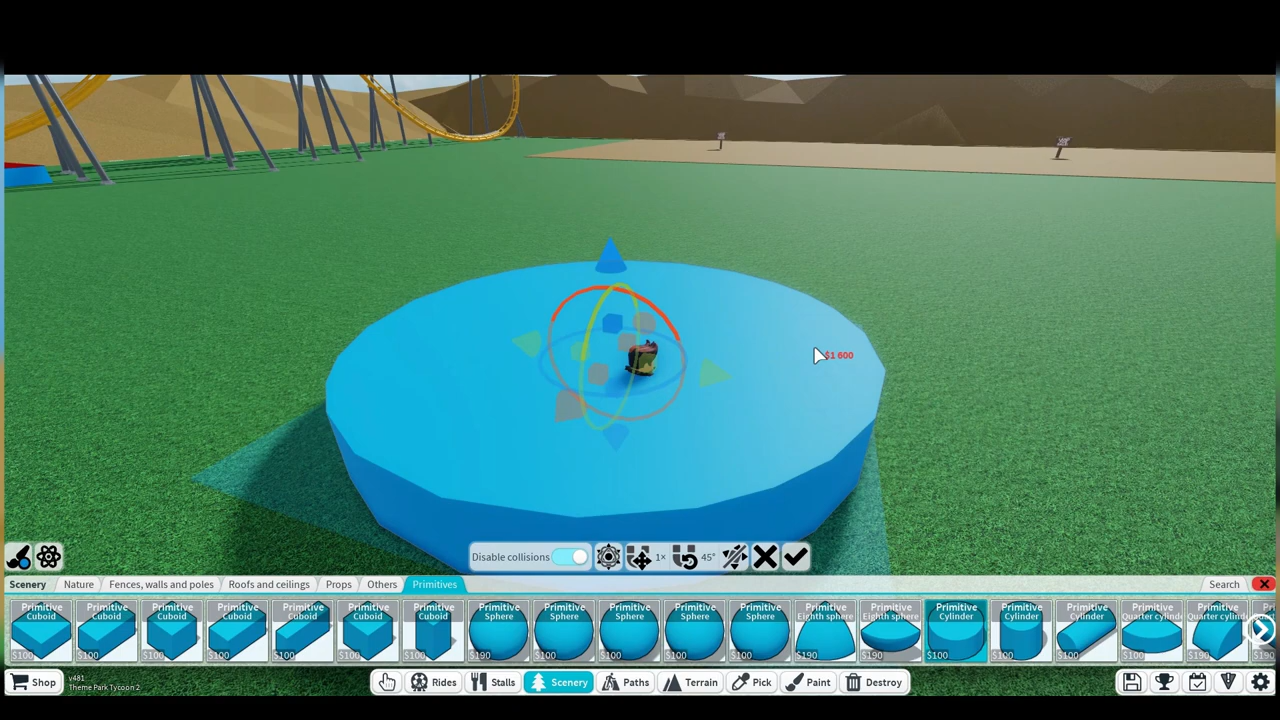 $1 600
Disable collisions 1× 45°
Scenery Nature Fences, walls and poles Roofs and ceilings Props Others Primitives Search
Primitive Cuboid $100
Primitive Cuboid $100
Primitive Cuboid $100
Primitive Cuboid $100
Primitive Cuboid $100
Primitive Cuboid $100
Primitive Cuboid $100
Primitive Sphere $190
Primitive Sphere $100
Primitive Sphere $100
Primitive Sphere $100
Primitive Sphere $100
Primitive Eighth sphere $190
Primitive Eighth sphere $190
Primitive Cylinder $100
Primitive Cylinder $100
Primitive Cylinder $100
Primitive Quarter cylinder $100
Primitive Quarter cylinder $190
Shop
v481
Theme Park Tycoon 2
Rides Stalls Scenery Paths Terrain Pick Paint Destroy